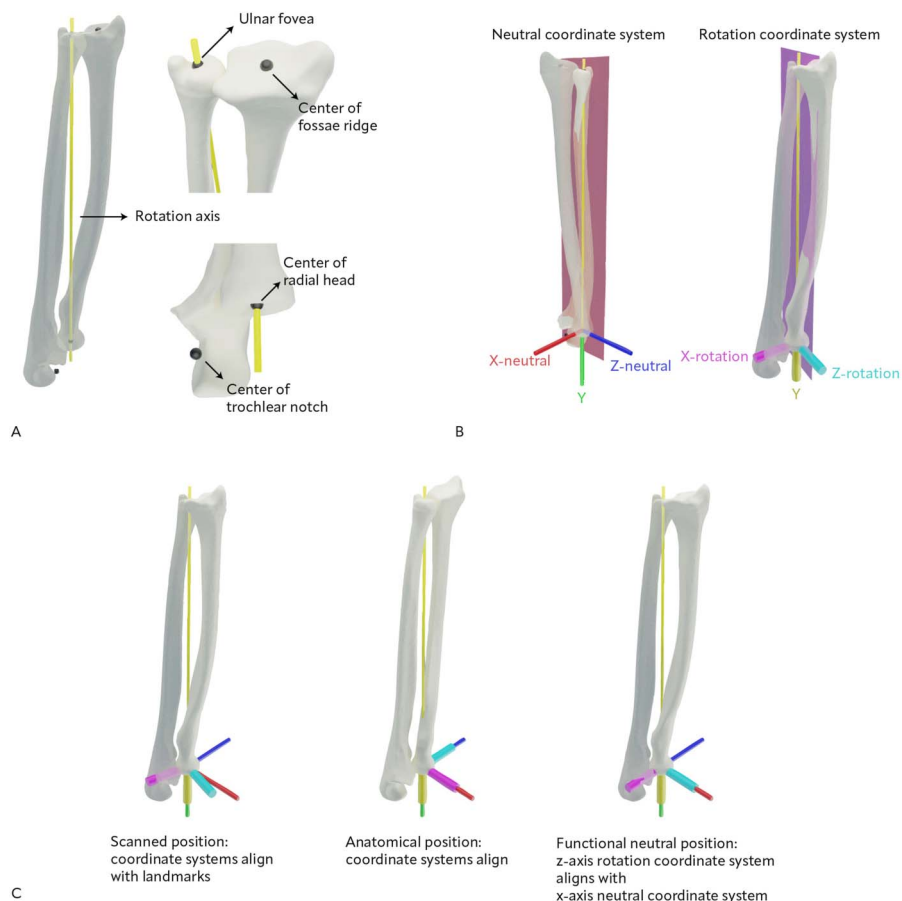 Ulnar fovea
Center of
fossae ridge
Rotation axis
Center of
radial head
Center of
trochlear notch
A
Neutral coordinate system
Rotation coordinate system
X-neutral
Z-neutral
Y
X-rotation
Z-rotation
Y
B
Scanned position:
coordinate systems align
with landmarks
Anatomical position:
coordinate systems align
Functional neutral position:
z-axis rotation coordinate system
aligns with
x-axis neutral coordinate system
C